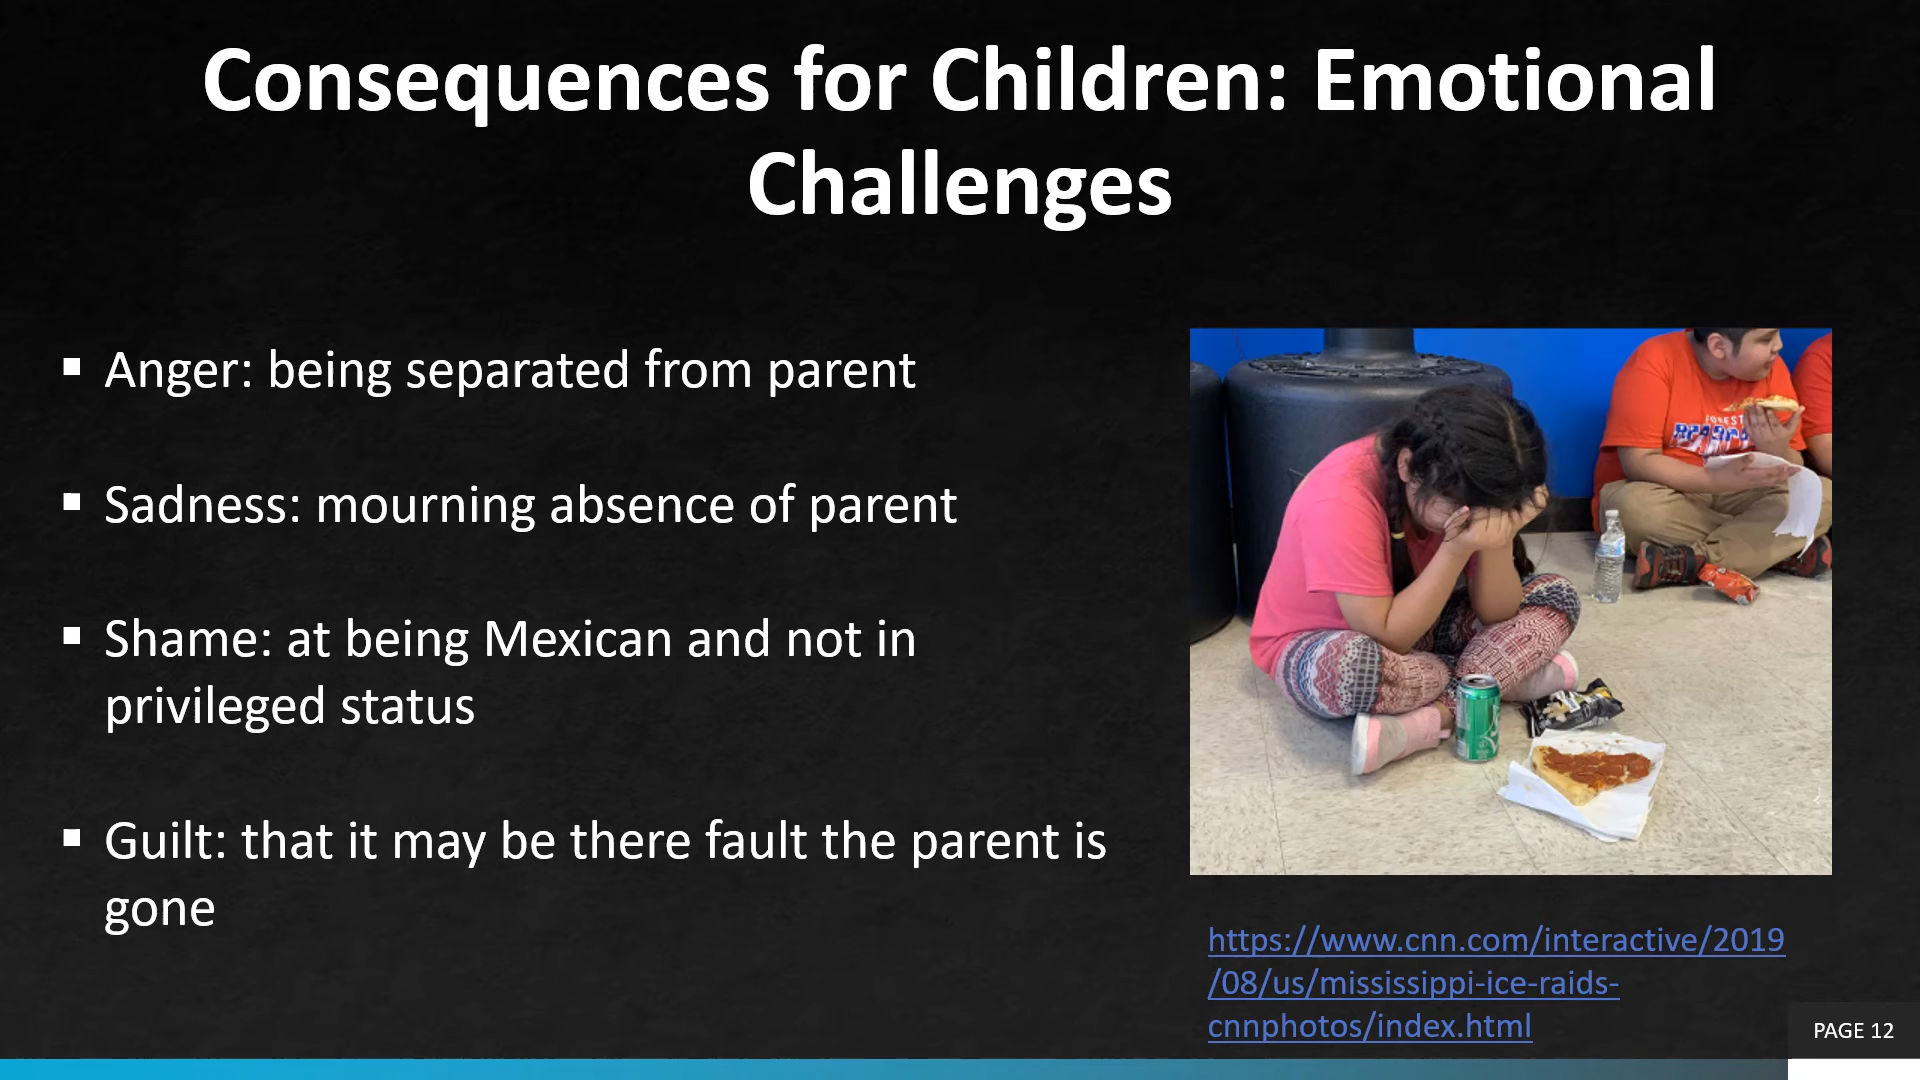 Consequences for Children: Emotional
Challenges
▪ Anger: being separated from parent
▪ Sadness: mourning absence of parent
▪ Shame: at being Mexican and not in
privileged status
▪ Guilt: that it may be there fault the parent is
gone
https://www.cnn.com/interactive/2019
/08/us/mississippi-ice-raids-
cnnphotos/index.html
PAGE 12